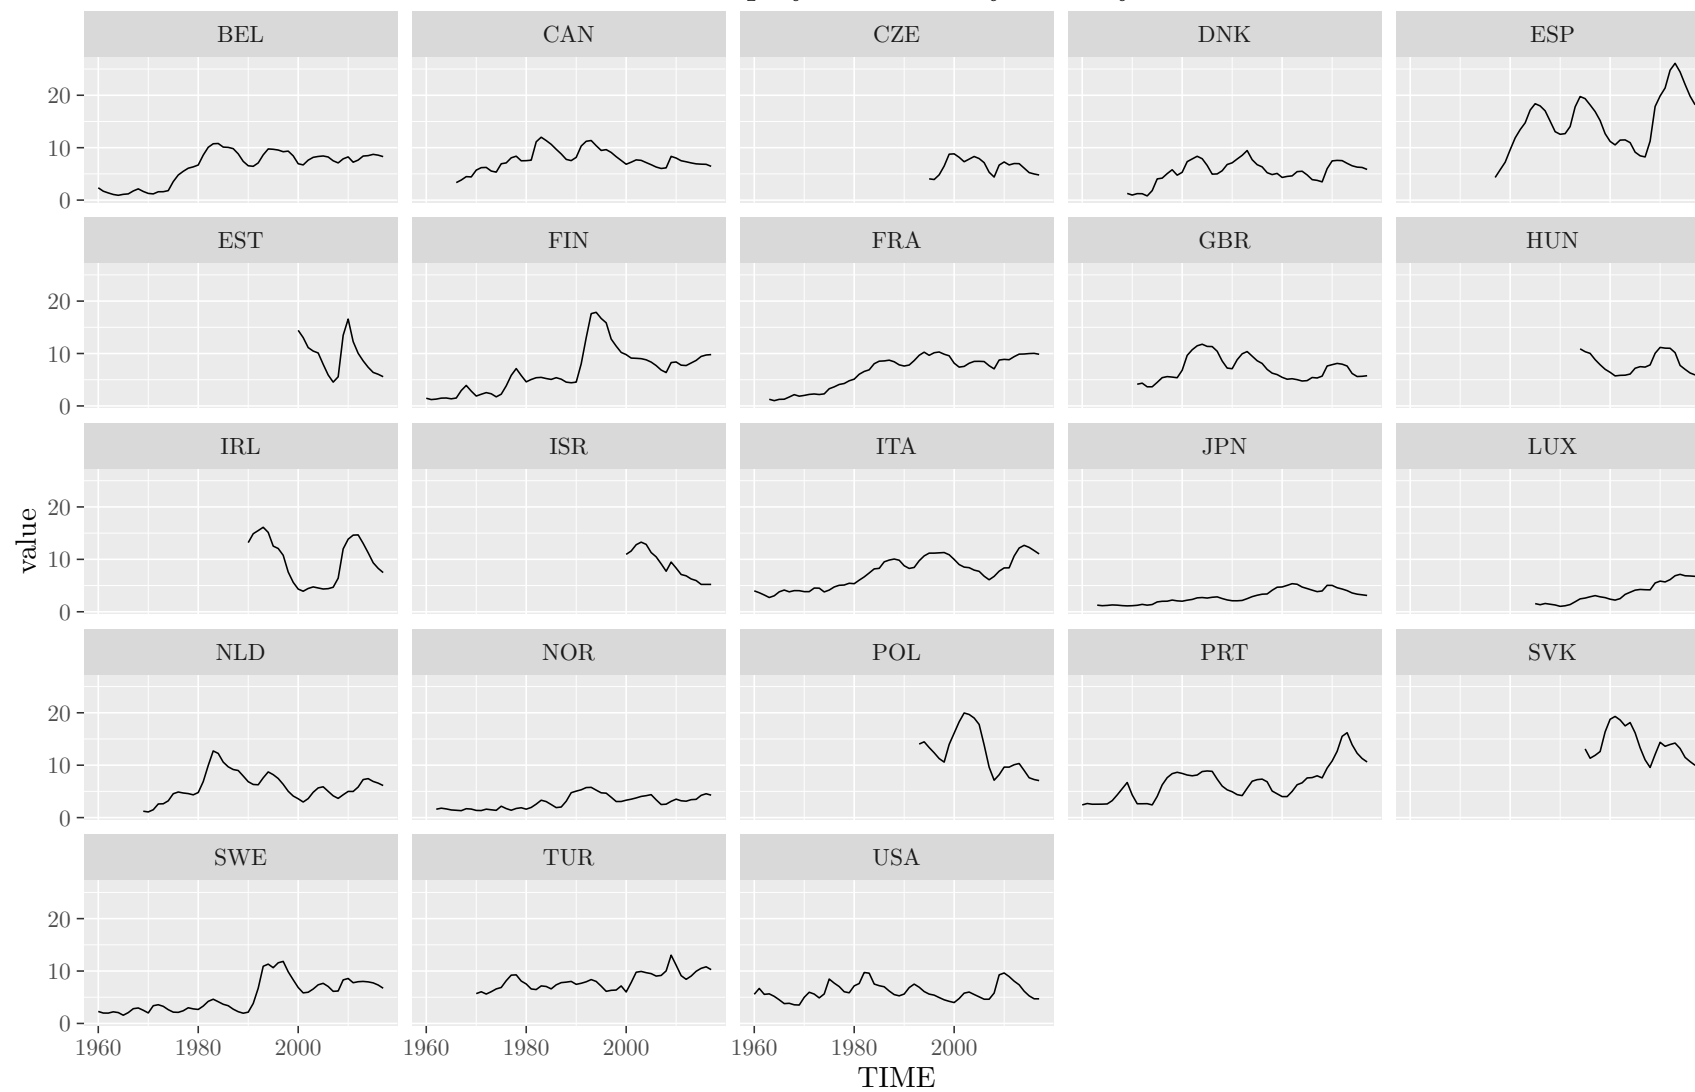 BEL CAN CZE DNK ESP
20
10
0
EST FIN FRA GBR HUN
20
10
0
IRL ISR ITA JPN LUX
20
10
0
value
NLD NOR POL PRT SVK
20
10
0
SWE TUR USA
20
10
0
1960 1980 2000 1960 1980 2000 1960 1980 2000
TIME